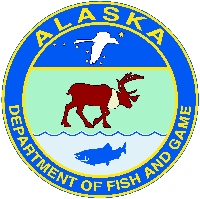 ALASKA
DEPARTMENT OF FISH AND GAME